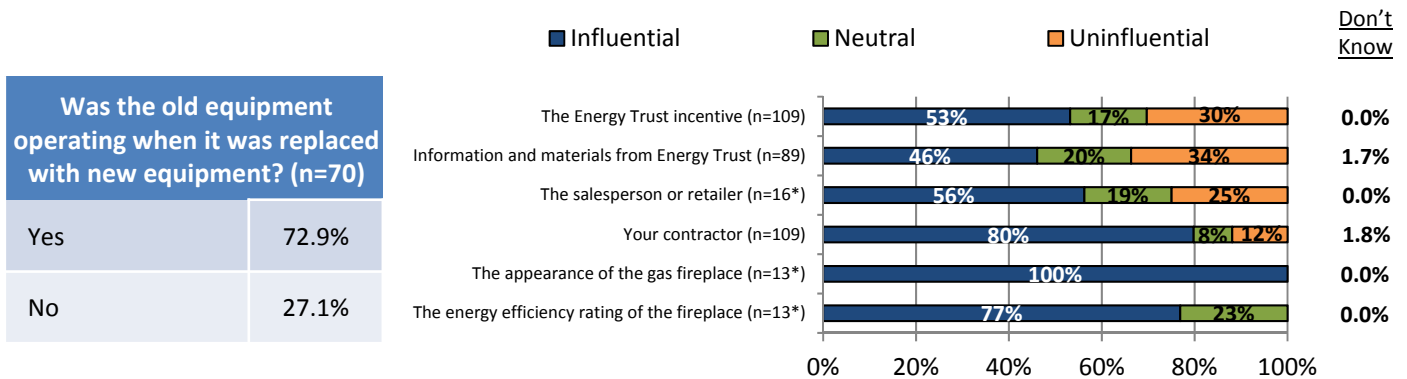 Was the old equipment
operating when it was replaced
with new equipment? (n=70)
Yes 72.9%
No 27.1%
Influential Neutral Uninfluential
Don't
Know
The Energy Trust incentive (n=109) 53% 17% 30% 0.0%
Information and materials from Energy Trust (n=89) 46% 20% 34% 1.7%
The salesperson or retailer (n=16*) 56% 19% 25% 0.0%
Your contractor (n=109) 80% 8% 12% 1.8%
The appearance of the gas fireplace (n=13*) 100% 0.0%
The energy efficiency rating of the fireplace (n=13*) 77% 23% 0.0%
0% 20% 40% 60% 80% 100%